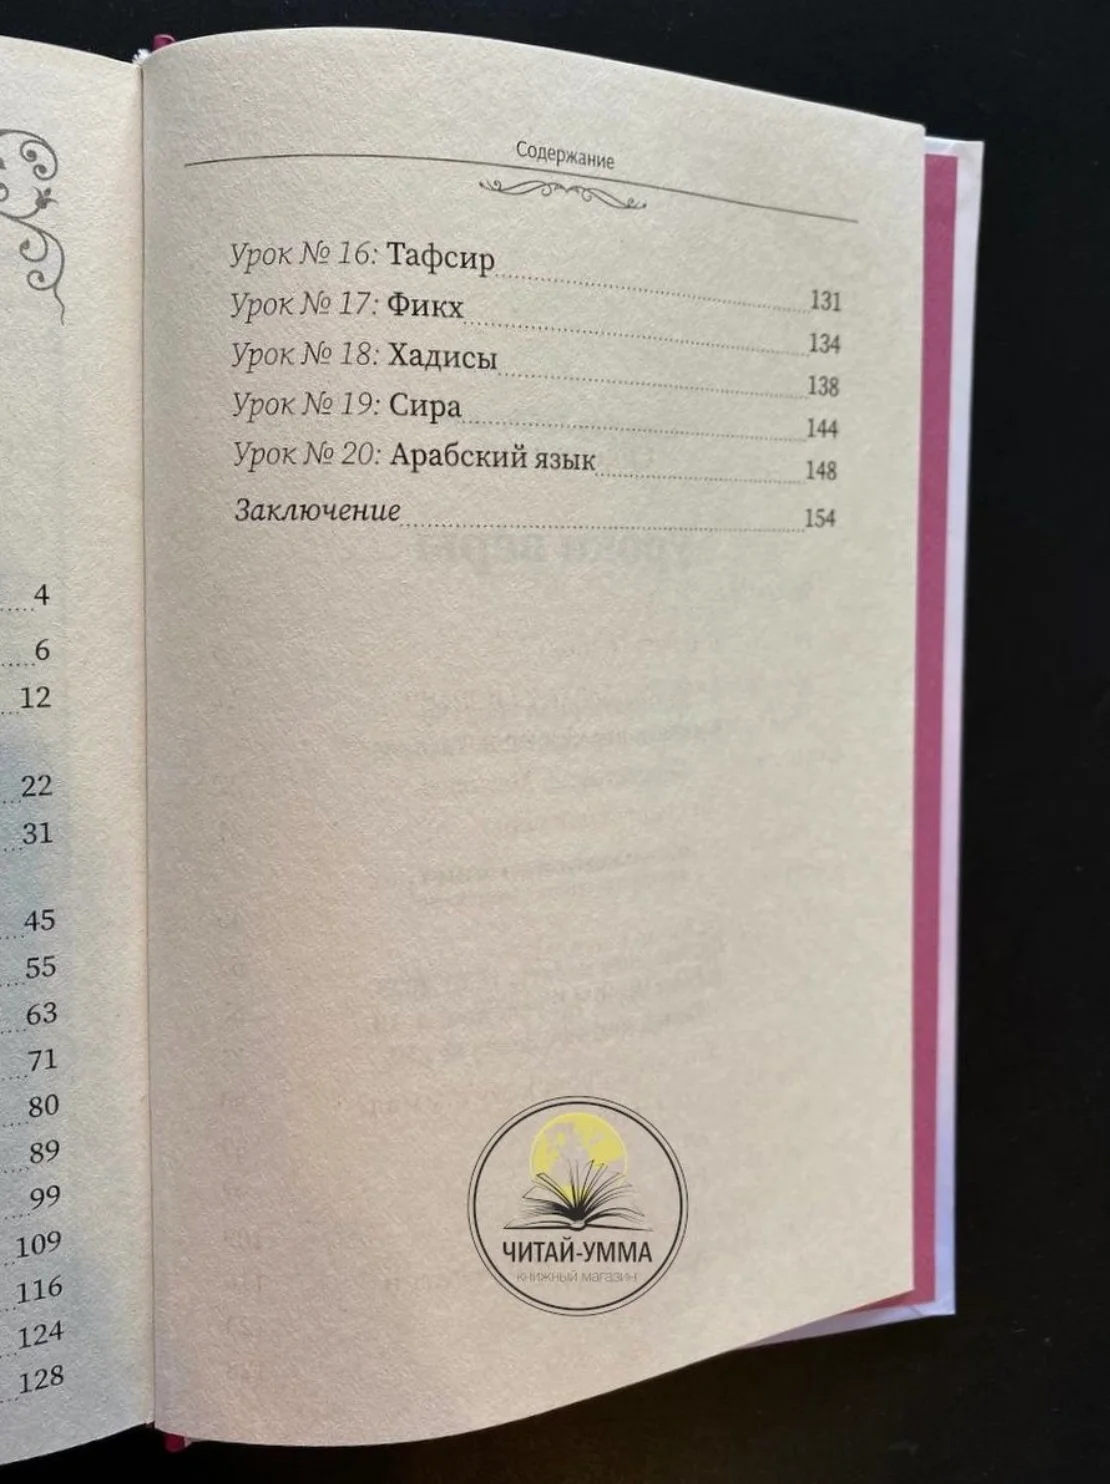 4
6
12
22
31
45
55
63
71
80
89
99
109
116
124
128
Содержание
Урок № 16: Тафсир 131
Урок № 17: Фикх 134
Урок № 18: Хадисы 138
Урок № 19: Сира 144
Урок № 20: Арабский язык 148
Заключение 154
ЧИТАЙ-УММА
книжный магазин